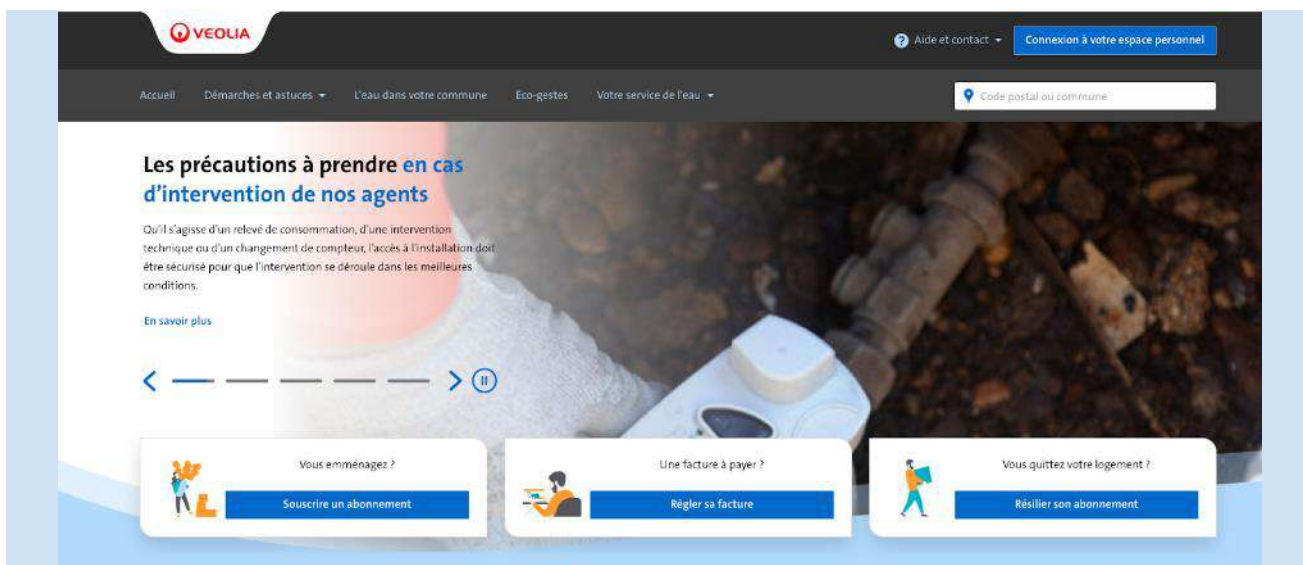 VEOLIA
Aide et contact
Connexion à votre espace personnel
Accueil
Démarches et astuces
L'eau dans votre commune
Eco-gestes
Votre service de l'eau
Code postal ou commune
Les précautions à prendre en cas
d'intervention de nos agents
Qu'il s'agisse d'un relevé de consommation, d'une intervention
technique ou d'un changement de compteur, l'accès à l'installation doit
être sécurisé pour que l'intervention se déroule dans les meilleures
conditions.
En savoir plus
Vous emménagez ?
Souscrire un abonnement
Une facture à payer ?
Régler sa facture
Vous quittez votre logement ?
Résilier son abonnement